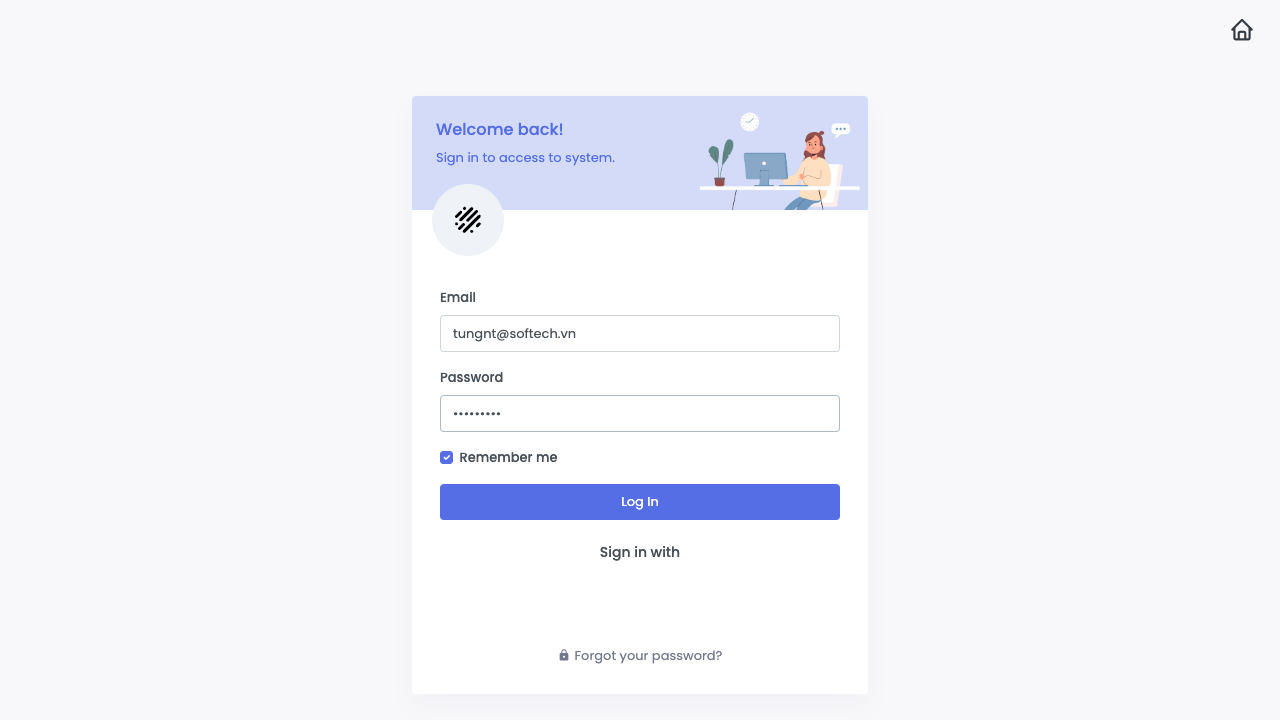 Welcome back!
Sign in to access to system.
Email
tungnt@softech.vn
Password
•••••••••
Remember me
Log In
Sign in with
Forgot your password?